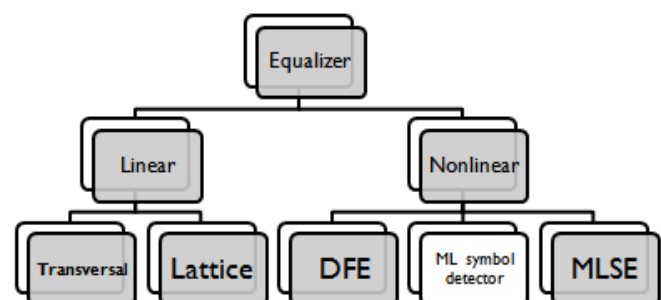 Equalizer
Linear
Nonlinear
Transversal
Lattice
DFE
ML symbol
detector
MLSE